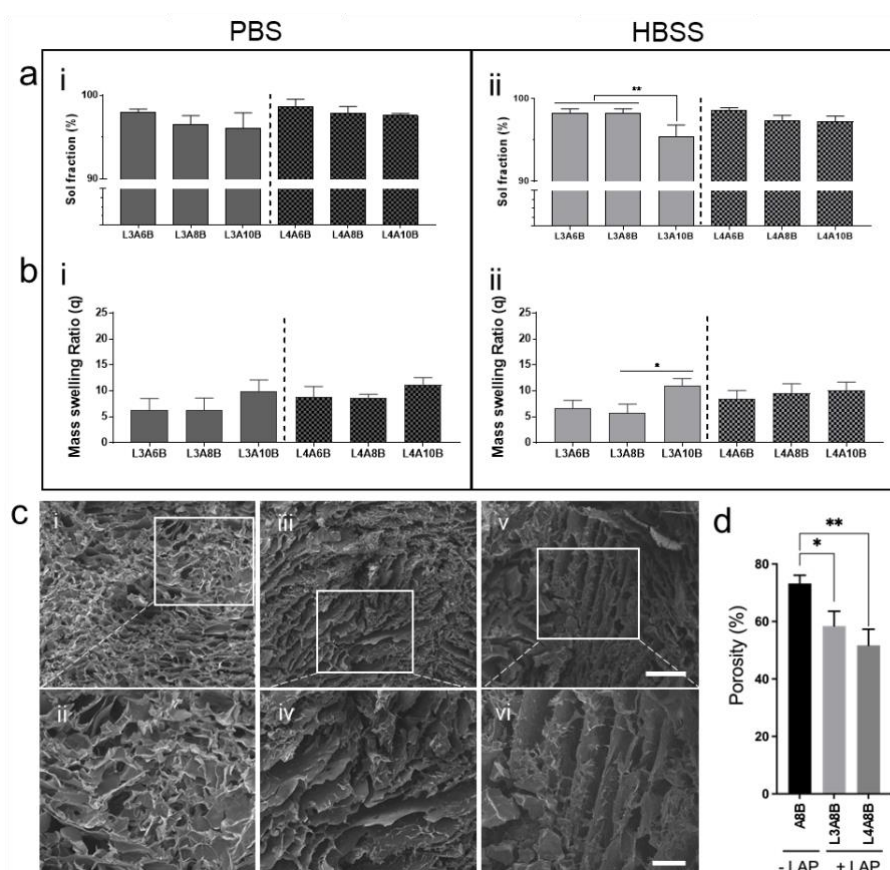 PBS
HBSS
a
i
Sol fraction (%)
100
90
L3A6B L3A8B L3A10B L4A6B L4A8B L4A10B
ii
**
Sol fraction (%)
100
90
L3A6B L3A8B L3A10B L4A6B L4A8B L4A10B
b
i
Mass swelling Ratio (q)
25
20
15
10
5
0
L3A6B L3A8B L3A10B L4A6B L4A8B L4A10B
ii
*
Mass swelling Ratio (q)
25
20
15
10
5
0
L3A6B L3A8B L3A10B L4A6B L4A8B L4A10B
c
i
iii
v
ii
iv
vi
d
**
*
Porosity (%)
80
60
40
20
0
A8B L3A8B L4A8B
- LAP + LAP